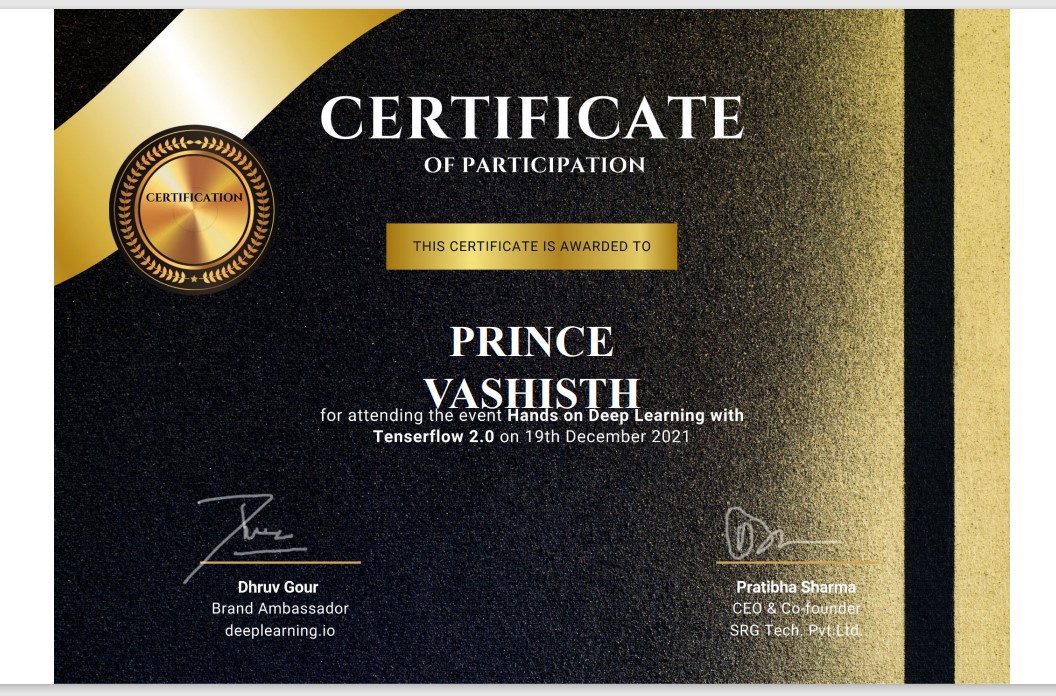 CERTIFICATE
OF PARTICIPATION
CERTIFICATION
THIS CERTIFICATE IS AWARDED TO
PRINCE
VASHISTH
for attending the event Hands on Deep Learning with
Tenserflow 2.0 on 19th December 2021
Dhruv Gour
Brand Ambassador
deeplearning.io
Pratibha Sharma
CEO & Co-founder
SRG Tech. Pvt.Ltd.